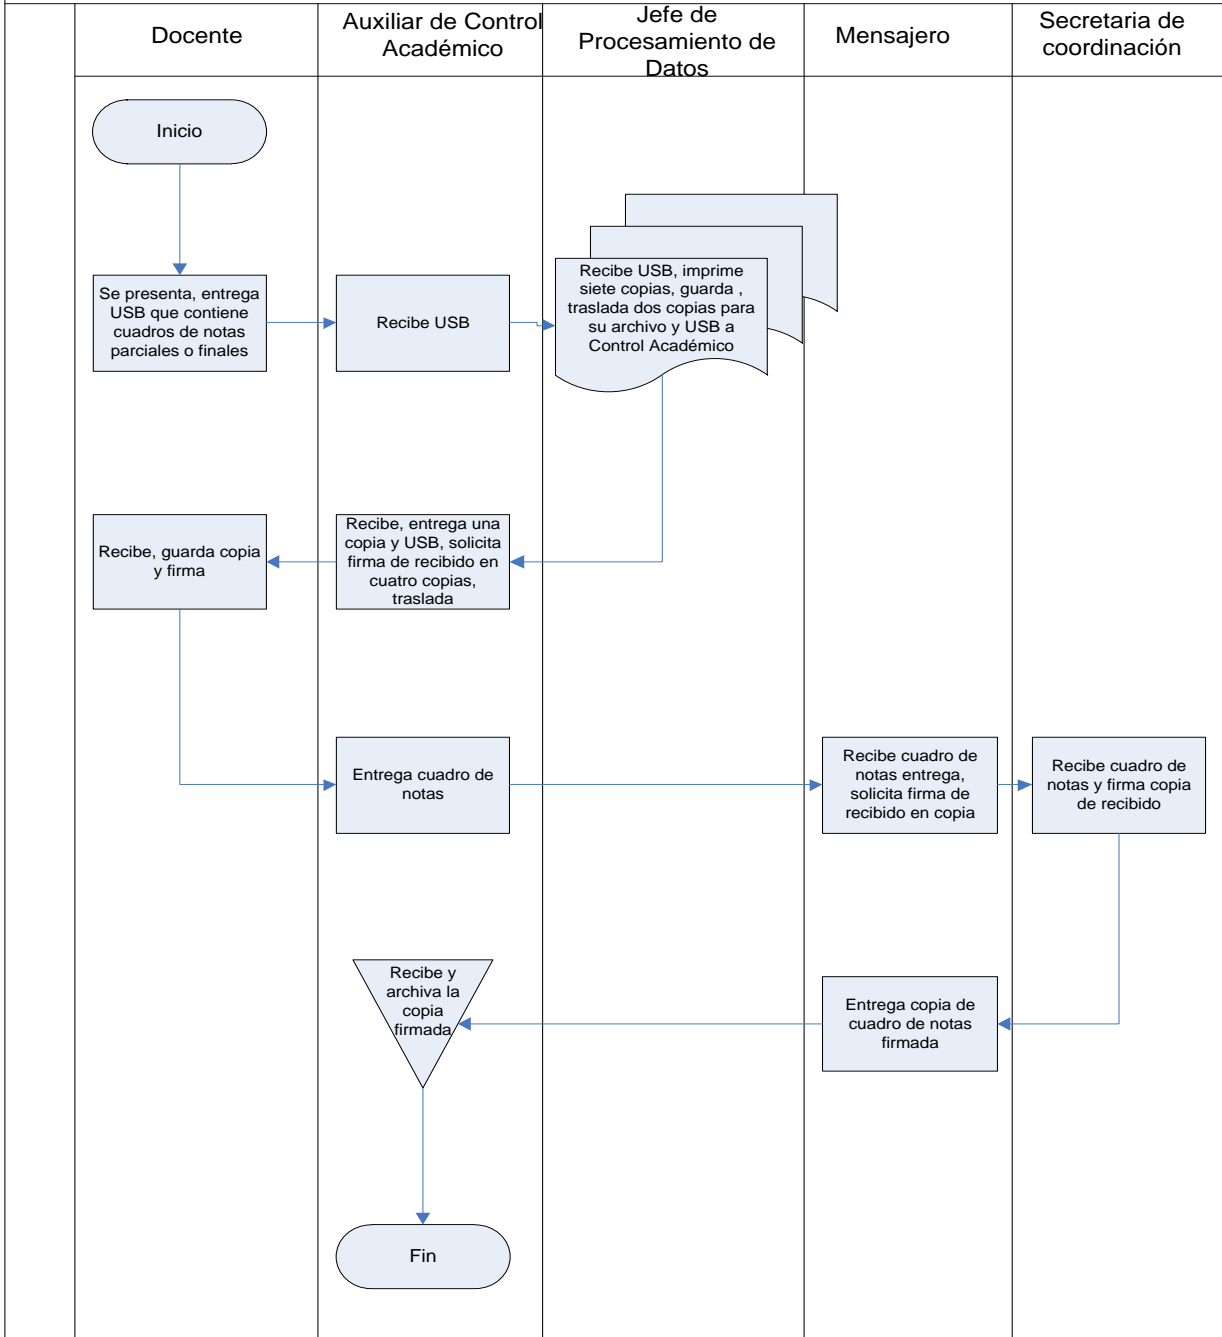 Docente
Auxiliar de Control
Académico
Jefe de
Procesamiento de
Datos
Mensajero
Secretaria de
coordinación
Inicio
Se presenta, entrega
USB que contiene
cuadros de notas
parciales o finales
Recibe USB
Recibe USB, imprime
siete copias, guarda ,
traslada dos copias para
su archivo y USB a
Control Académico
Recibe, guarda copia
y firma
Recibe, entrega una
copia y USB, solicita
firma de recibido en
cuatro copias,
traslada
Entrega cuadro de
notas
Recibe cuadro de
notas entrega,
solicita firma de
recibido en copia
Recibe cuadro de
notas y firma copia
de recibido
Recibe y
archiva la
copia
firmada
Entrega copia de
cuadro de notas
firmada
Fin